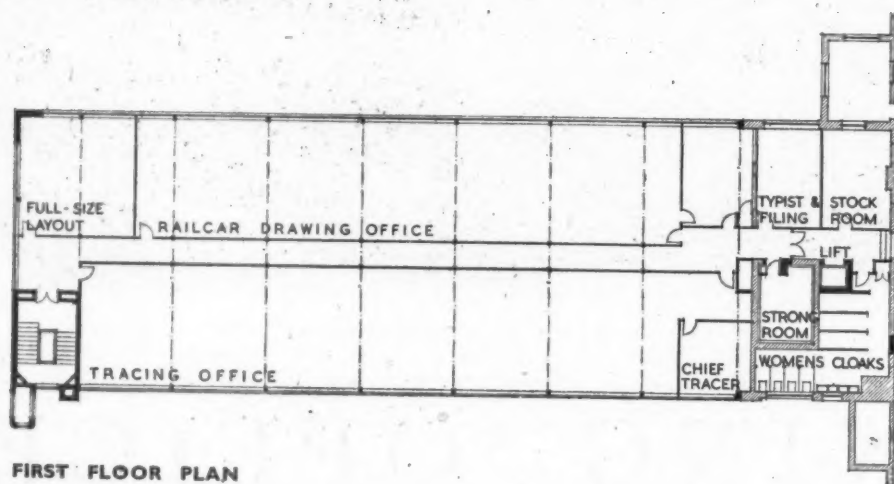 FULL-SIZE
LAYOUT
RAILCAR DRAWING OFFICE
TYPIST &
FILING
STOCK
ROOM
LIFT
STRONG
ROOM
TRACING OFFICE
CHIEF
TRACER
WOMENS CLOAKS
FIRST FLOOR PLAN